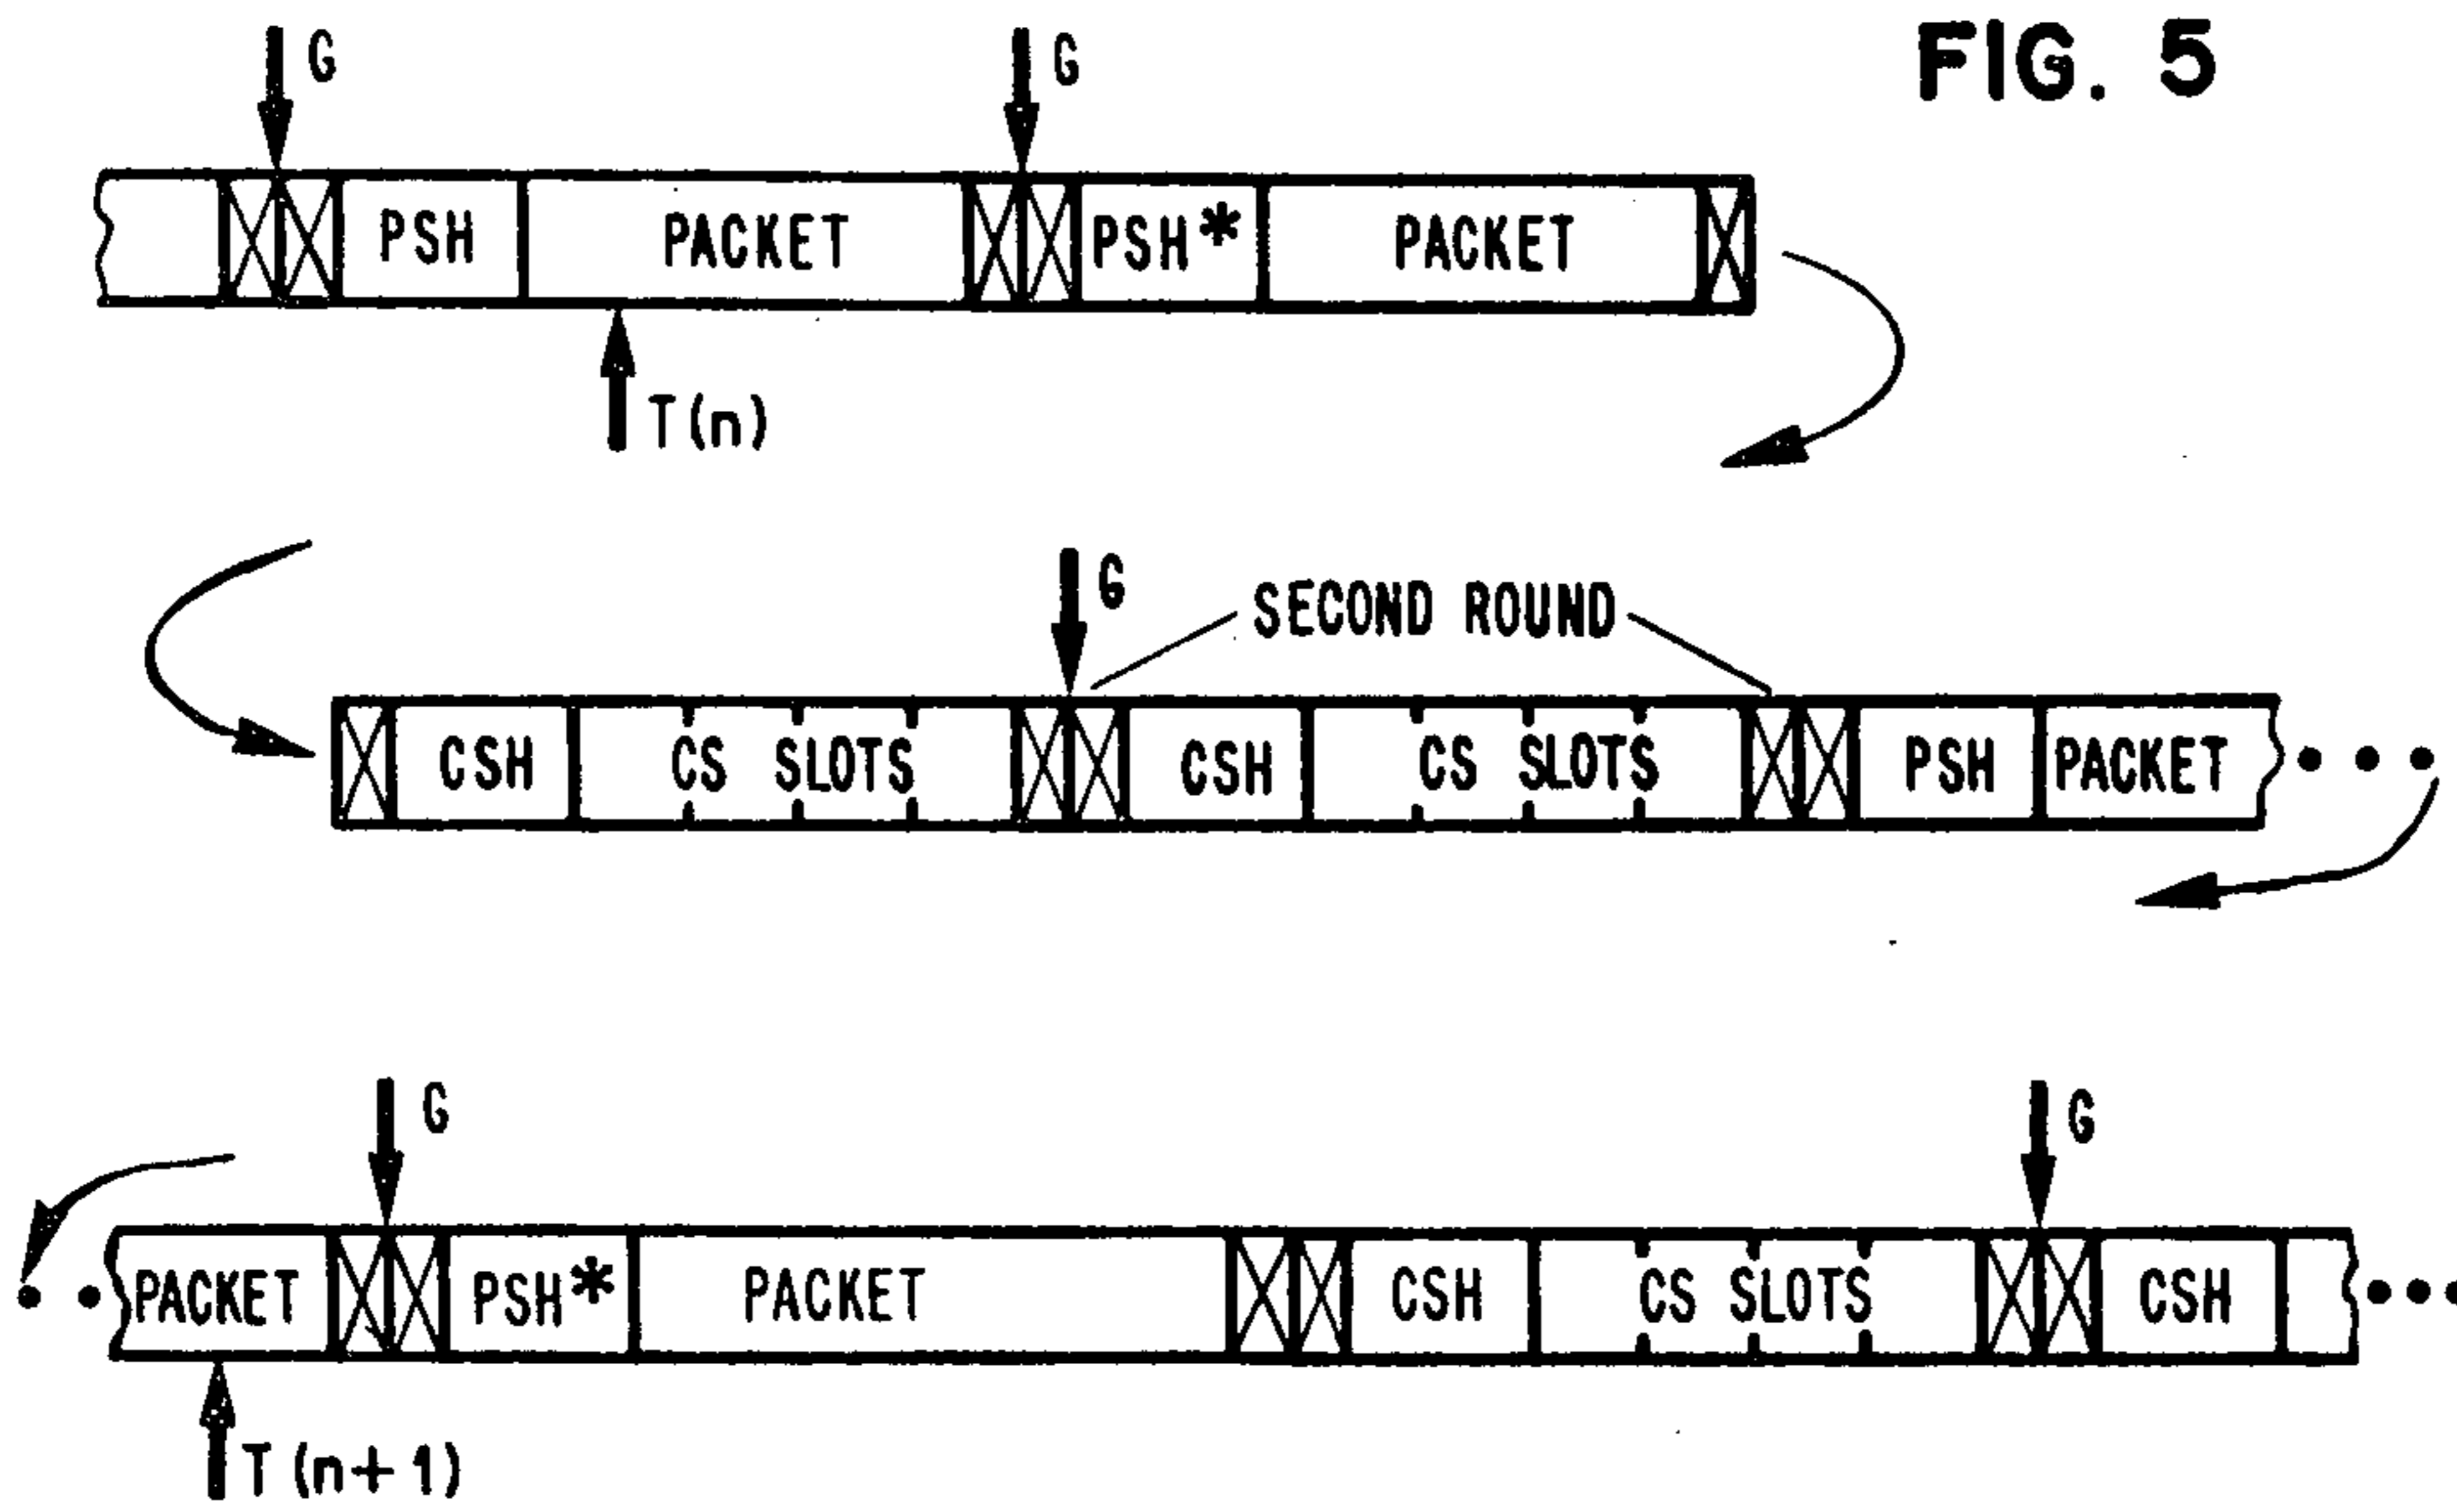 FIG. 5
G G
PSH PACKET PSH* PACKET
T(n)
G SECOND ROUND
CSH CS SLOTS CSH CS SLOTS PSH PACKET
G G
PACKET PSH* PACKET CSH CS SLOTS CSH
T(n+1)